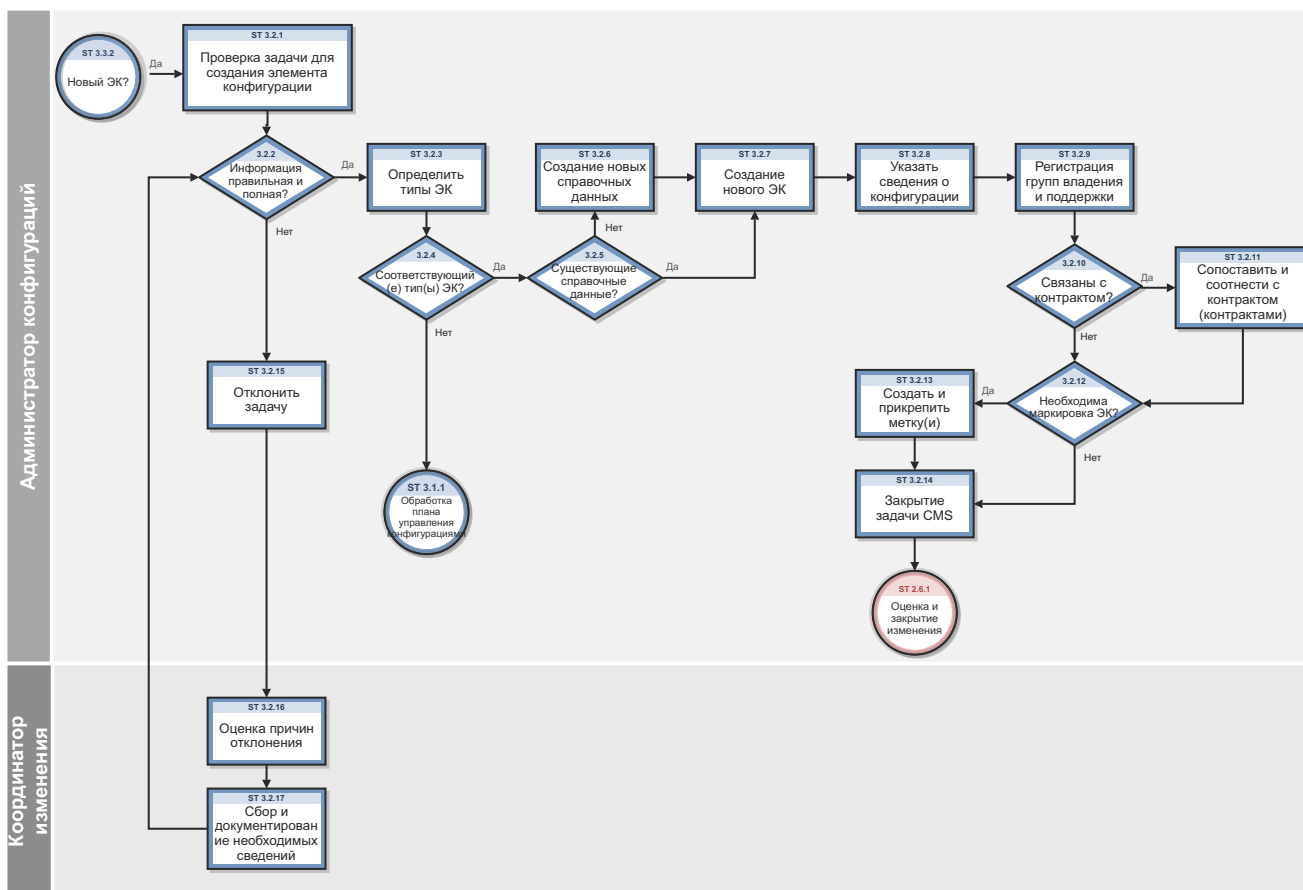 Администратор конфигураций
ST 3.3.2
Новый ЭК?
Да
ST 3.2.1
Проверка задачи для
создания элемента
конфигурации
3.2.2
Информация
правильная и
полная?
Да
Нет
ST 3.2.3
Определить
типы ЭК
3.2.4
Соответствующий
(е) тип(ы) ЭК?
Да
Нет
3.2.5
Существующие
справочные
данные?
Нет
Да
ST 3.2.6
Создание новых
справочных
данных
ST 3.2.7
Создание
нового ЭК
ST 3.2.8
Указать
сведения о
конфигурации
ST 3.2.9
Регистрация
групп владения
и поддержки
3.2.10
Связаны с
контрактом?
Да
Нет
ST 3.2.11
Сопоставить и
соотнести с
контрактом
(контрактами)
3.2.12
Необходима
маркировка ЭК?
Да
Нет
ST 3.2.13
Создать и
прикрепить
метку(и)
ST 3.2.14
Закрытие
задачи CMS
ST 2.6.1
Оценка и
закрытие
изменения
ST 3.2.15
Отклонить
задачу
ST 3.1.1
Обработка
плана
управления
конфигурациями
Координатор
изменения
ST 3.2.16
Оценка причин
отклонения
ST 3.2.17
Сбор и
документирован
ие необходимых
сведений